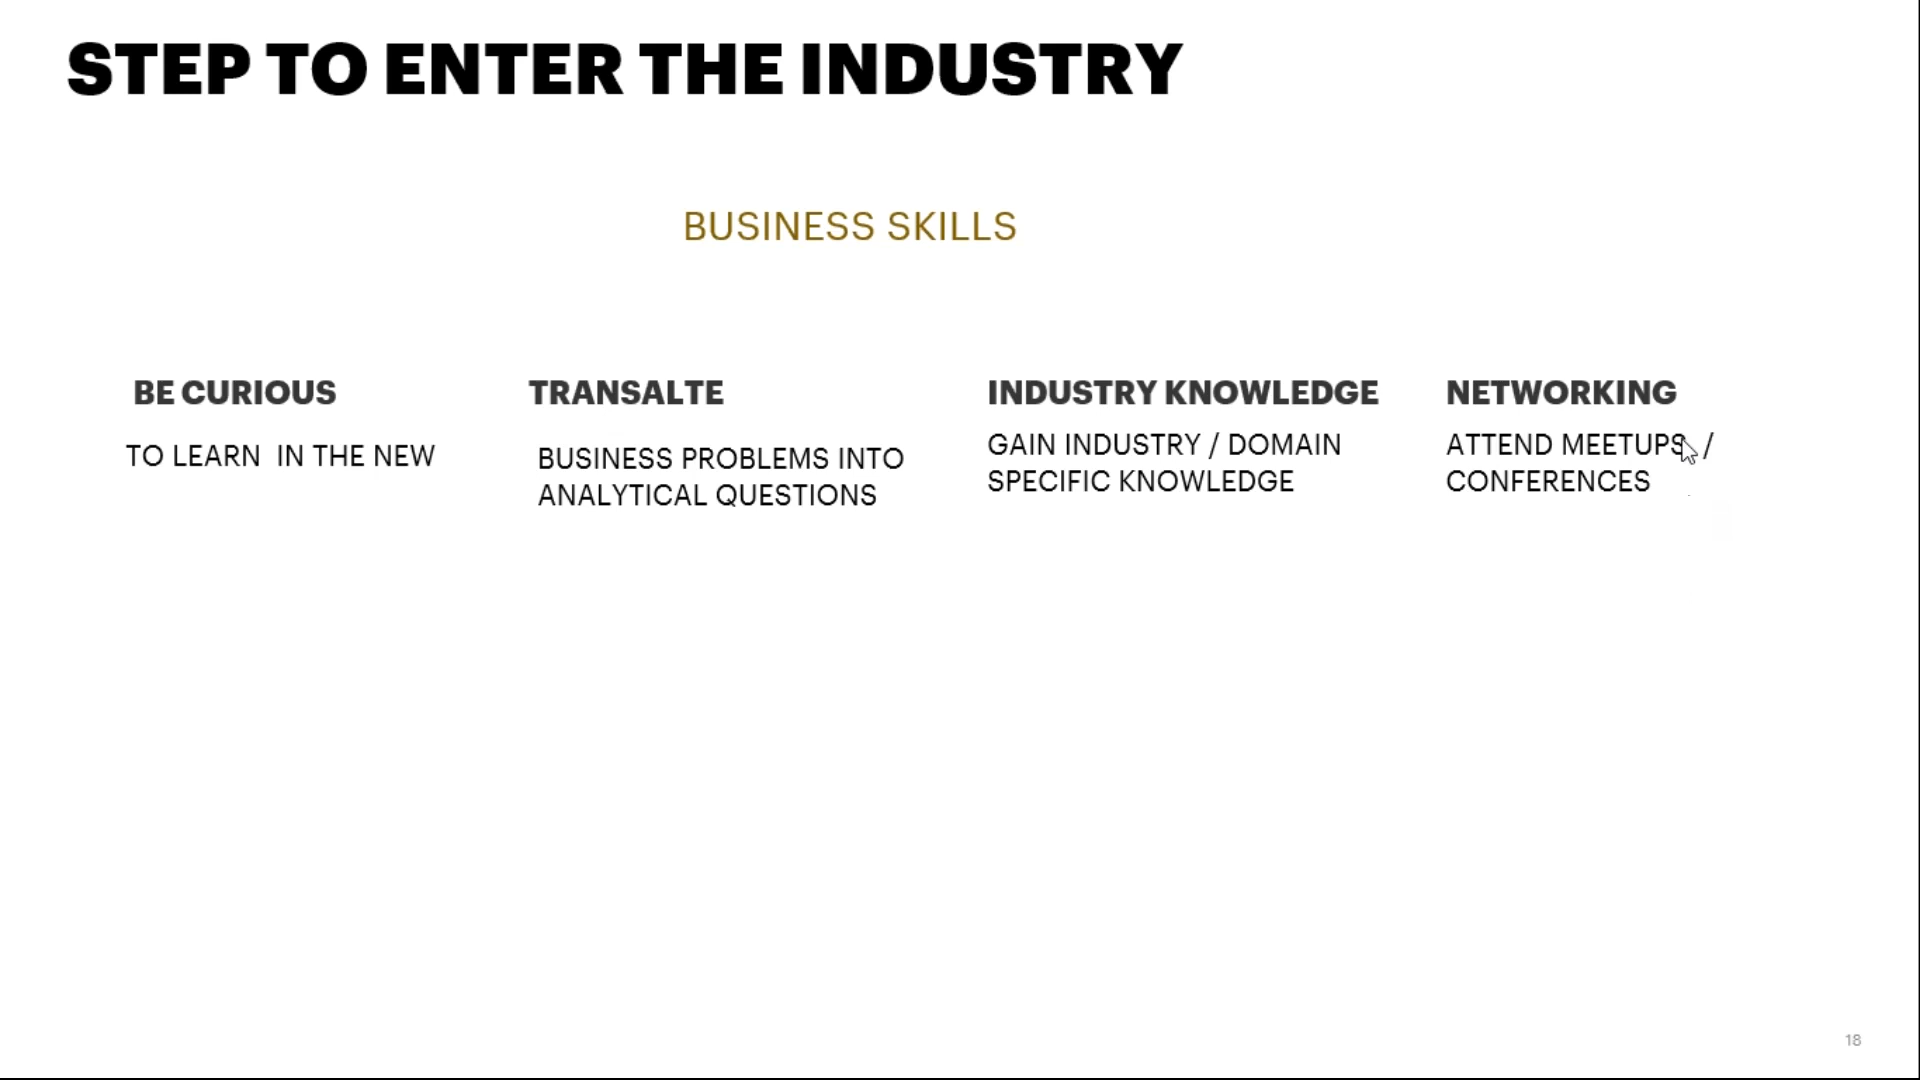 STEP TO ENTER THE INDUSTRY
BUSINESS SKILLS
BE CURIOUS
TO LEARN IN THE NEW
TRANSALTE
BUSINESS PROBLEMS INTO
ANALYTICAL QUESTIONS
INDUSTRY KNOWLEDGE
GAIN INDUSTRY / DOMAIN
SPECIFIC KNOWLEDGE
NETWORKING
ATTEND MEETUPS /
CONFERENCES
18